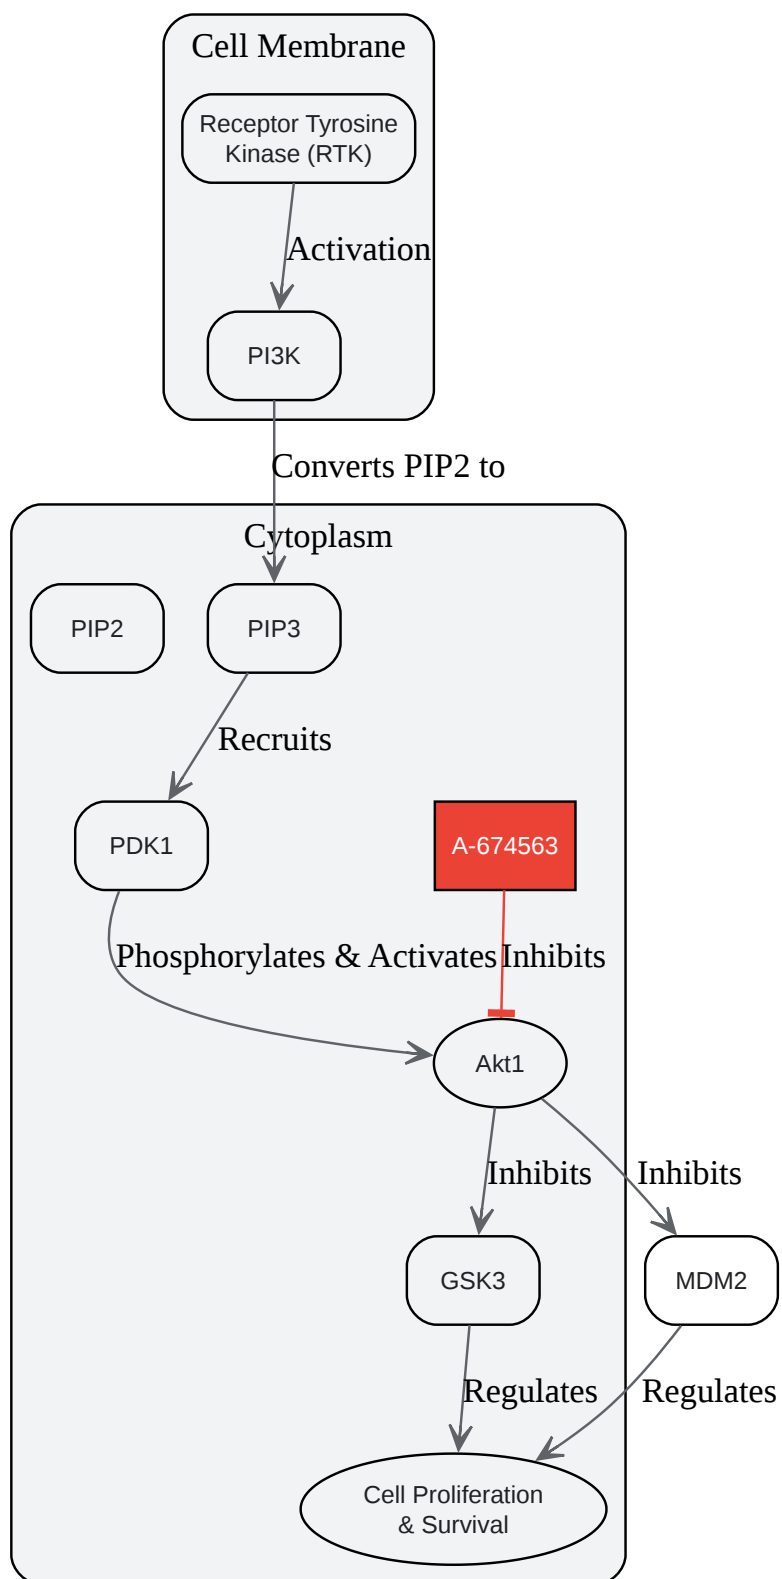 Cell Membrane
Receptor Tyrosine
Kinase (RTK)
Activation
PI3K
Converts PIP2 to
Cytoplasm
PIP2
PIP3
Recruits
PDK1
A-674563
Phosphorylates & Activates
Inhibits
Akt1
Inhibits
Inhibits
GSK3
MDM2
Regulates
Regulates
Cell Proliferation
& Survival